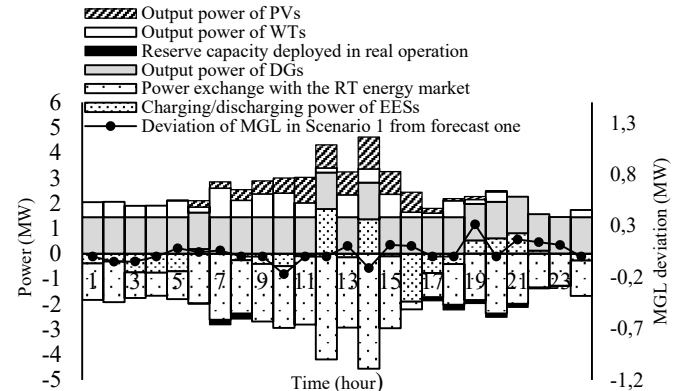 Output power of PVs
Output power of WTs
Reserve capacity deployed in real operation
Output power of DGs
Power exchange with the RT energy market
Charging/discharging power of EESs
Deviation of MGL in Scenario 1 from forecast one
Power (MW)
6
5
4
3
2
1
0
-1
-2
-3
-4
-5
1 3 5 7 9 11 13 15 17 19 21 23
Time (hour)
1,3
0,8
0,3
-0,2
-0,7
-1,2
MGL deviation (MW)